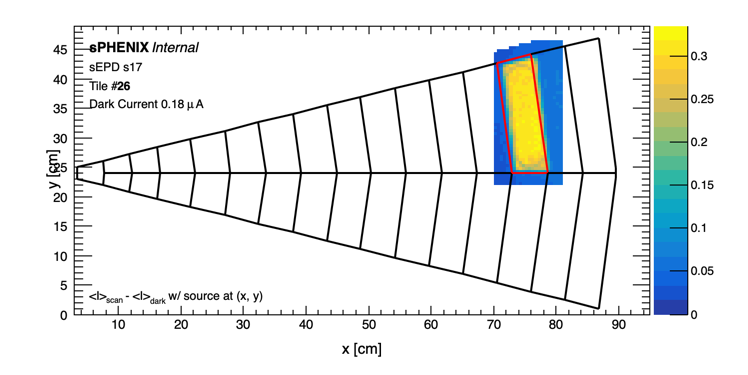 sPHENIX Internal
sEPD s17
Tile #26
Dark Current 0.18 μA
<I>scan - <I>dark w/ source at (x, y)
y [cm]
45
40
35
30
25
20
15
10
5
0
10 20 30 40 50 60 70 80 90
x [cm]
0.3
0.25
0.2
0.15
0.1
0.05
0